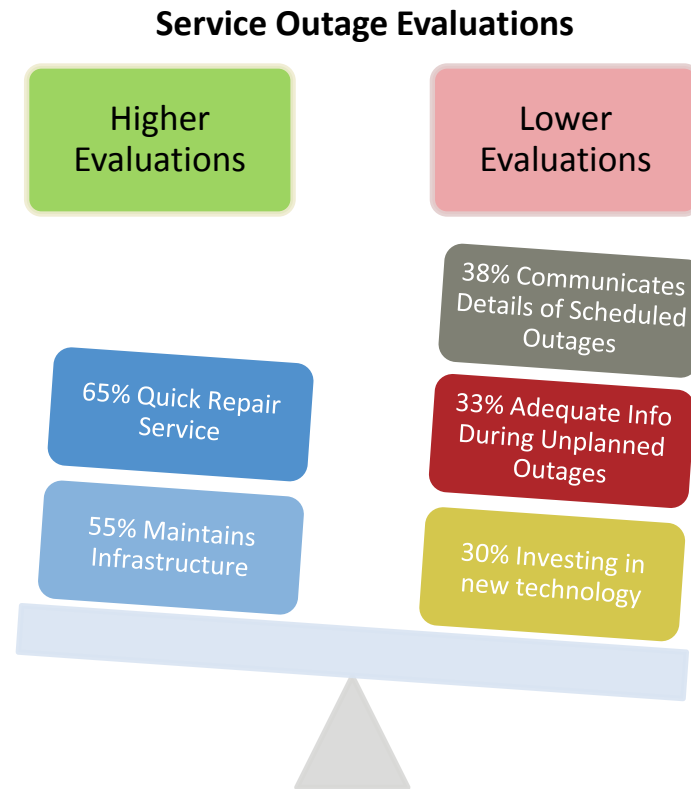 Service Outage Evaluations
Higher
Evaluations
Lower
Evaluations
65% Quick Repair
Service
55% Maintains
Infrastructure
38% Communicates
Details of Scheduled
Outages
33% Adequate Info
During Unplanned
Outages
30% Investing in
new technology